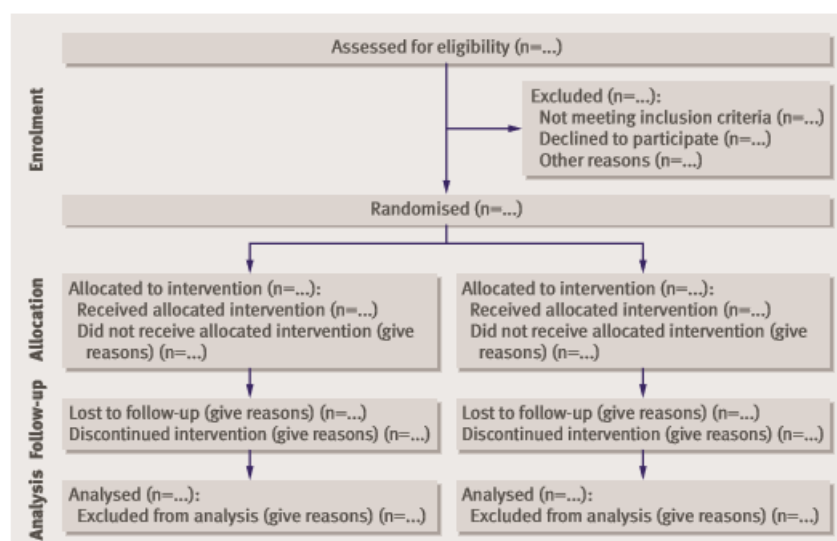 Assessed for eligibility (n=...)
Enrolment
Excluded (n=...):
Not meeting inclusion criteria (n=...)
Declined to participate (n=...)
Other reasons (n=...)
Randomised (n=...)
Allocation
Allocated to intervention (n=...):
Received allocated intervention (n=...)
Did not receive allocated intervention (give
reasons) (n=...)
Allocated to intervention (n=...):
Received allocated intervention (n=...)
Did not receive allocated intervention (give
reasons) (n=...)
Follow-up
Lost to follow-up (give reasons) (n=...)
Discontinued intervention (give reasons) (n=...)
Lost to follow-up (give reasons) (n=...)
Discontinued intervention (give reasons) (n=...)
Analysis
Analysed (n=...):
Excluded from analysis (give reasons) (n=...)
Analysed (n=...):
Excluded from analysis (give reasons) (n=...)